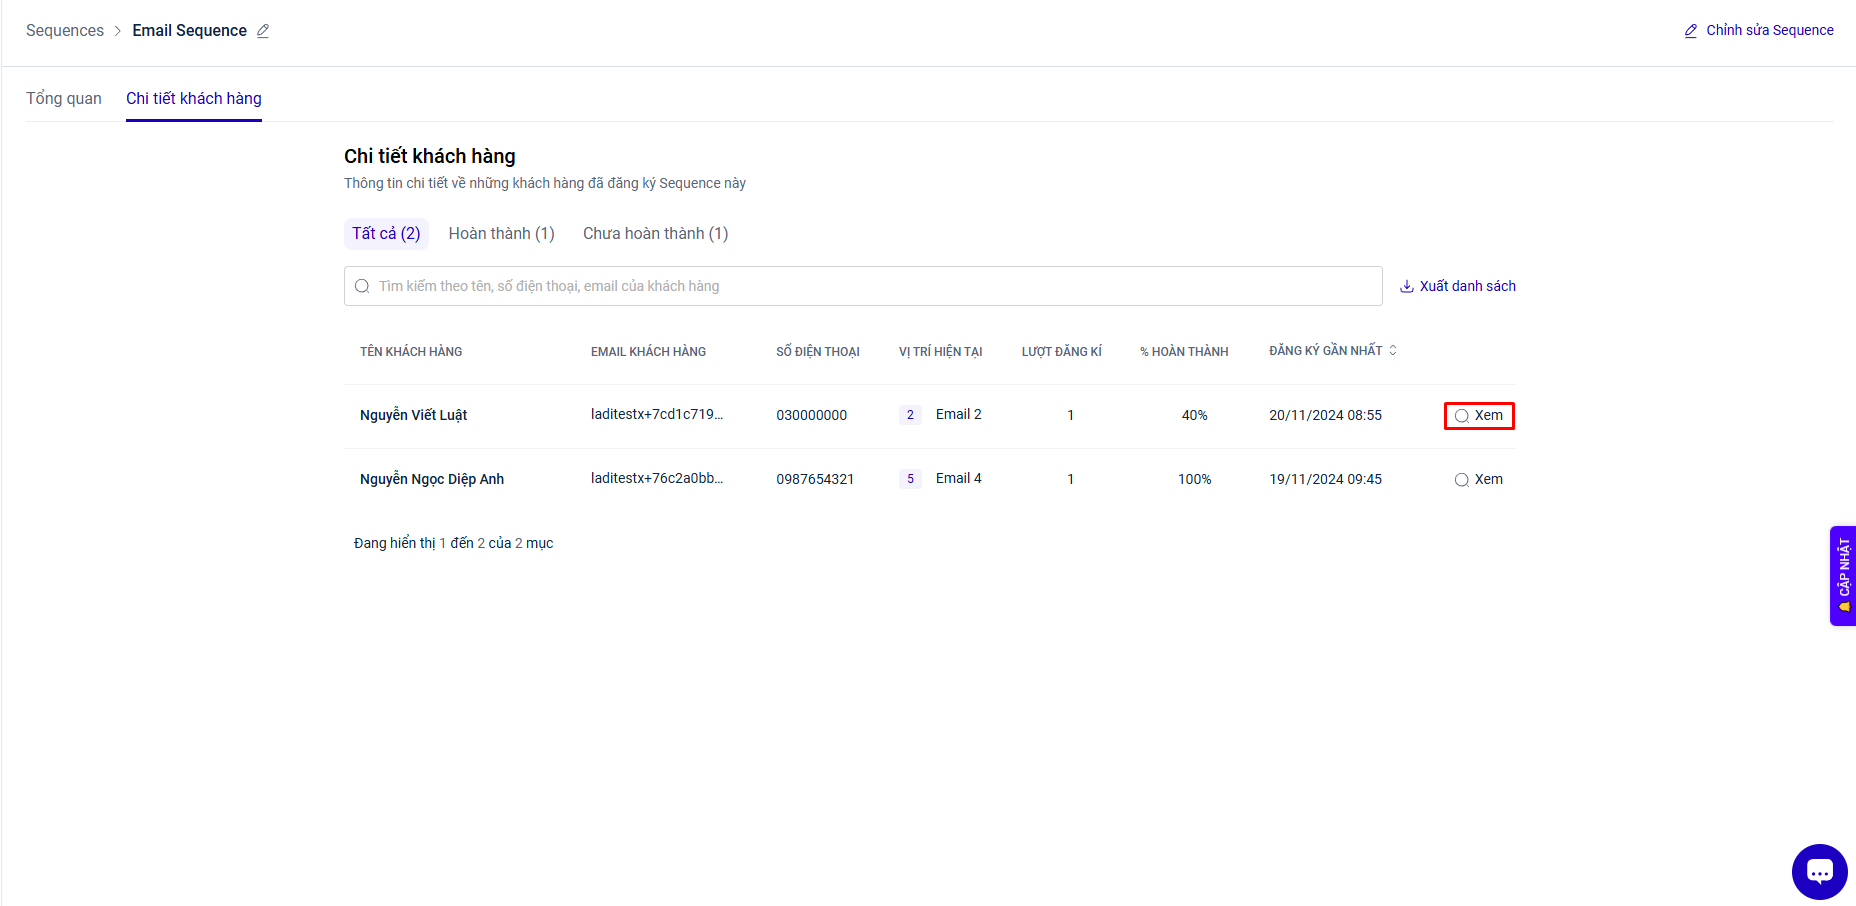 Sequences > Email Sequence
Chỉnh sửa Sequence
Tổng quan Chi tiết khách hàng
Chi tiết khách hàng
Thông tin chi tiết về những khách hàng đã đăng ký Sequence này
Tất cả (2) Hoàn thành (1) Chưa hoàn thành (1)
Tìm kiếm theo tên, số điện thoại, email của khách hàng
Xuất danh sách
TÊN KHÁCH HÀNG EMAIL KHÁCH HÀNG SỐ ĐIỆN THOẠI VỊ TRÍ HIỆN TẠI LƯỢT ĐĂNG KÍ % HOÀN THÀNH ĐĂNG KÝ GẦN NHẤT
Nguyễn Viết Luật laditestx+7cd1c719... 030000000 2 Email 2 1 40% 20/11/2024 08:55 Xem
Nguyễn Ngọc Diệp Anh laditestx+76c2a0bb... 0987654321 5 Email 4 1 100% 19/11/2024 09:45 Xem
Đang hiển thị 1 đến 2 của 2 mục
CẬP NHẬT